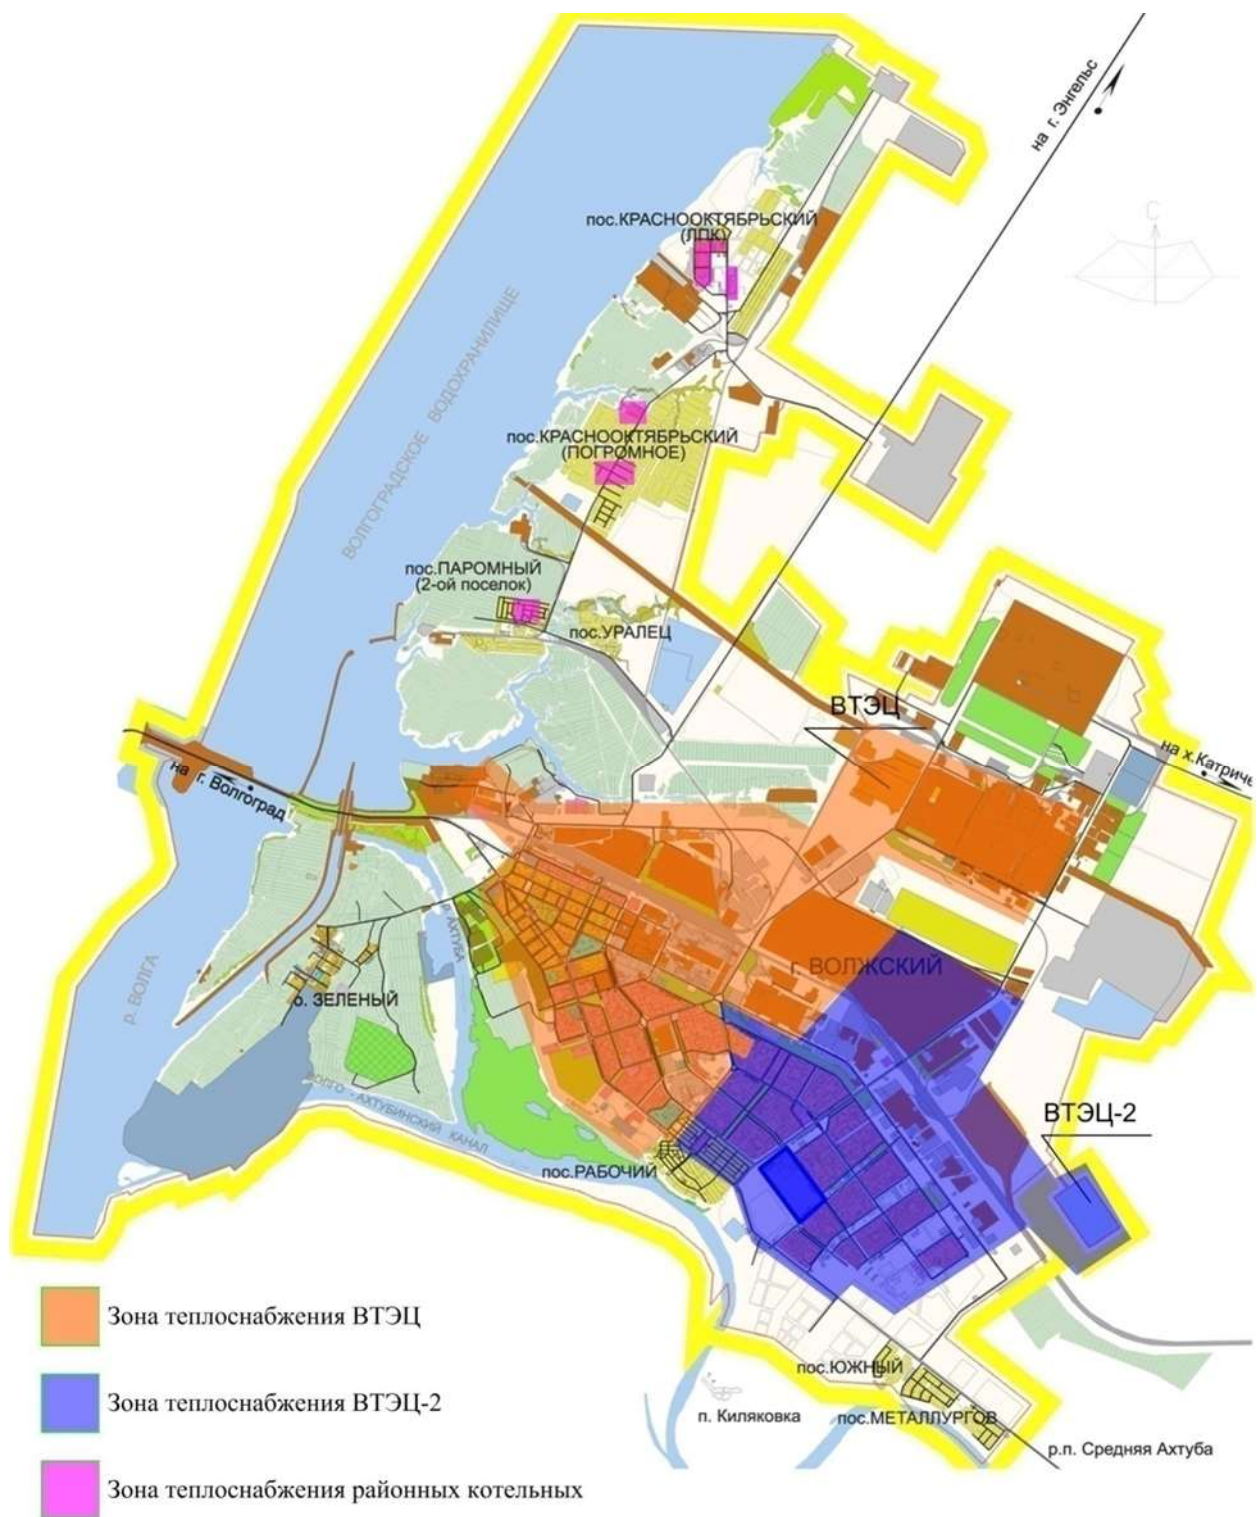 на г. Энгельс
С
пос.КРАСНООКТЯБРЬСКИЙ
(ЛПК)
ВОЛГОГРАДСКОЕ ВОДОХРАНИЛИЩЕ
пос.КРАСНООКТЯБРЬСКИЙ
(ПОГРОМНОЕ)
пос.ПАРОМНЫЙ
(2-ой поселок)
пос.УРАЛЕЦ
ВТЭЦ
на х.Катриче
на г. Волгоград
р. АХТУБА
г. ВОЛЖСКИЙ
р. ВОЛГА
о. ЗЕЛЕНЫЙ
ВОЛГО - АХТУБИНСКИЙ КАНАЛ
ВТЭЦ-2
пос.РАБОЧИЙ
Зона теплоснабжения ВТЭЦ
пос.ЮЖНЫЙ
Зона теплоснабжения ВТЭЦ-2
п. Киляковка
пос.МЕТАЛЛУРГОВ
р.п. Средняя Ахтуба
Зона теплоснабжения районных котельных